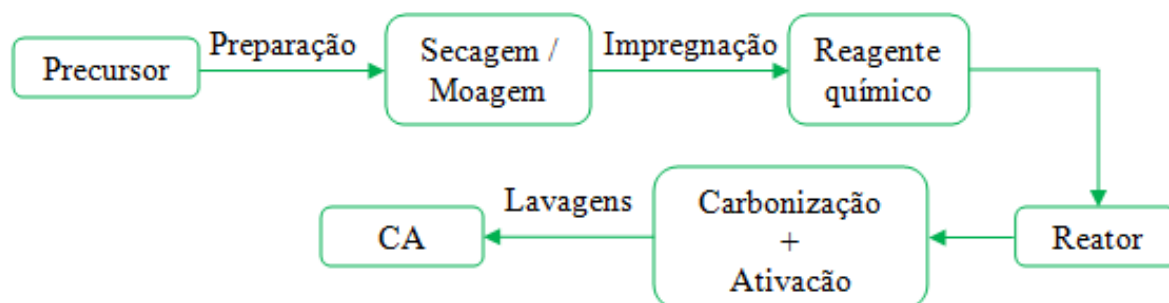 Precursor
Preparação
Secagem /
Moagem
Impregnação
Reagente
químico
Reator
Carbonização
+
Ativacão
Lavagens
CA